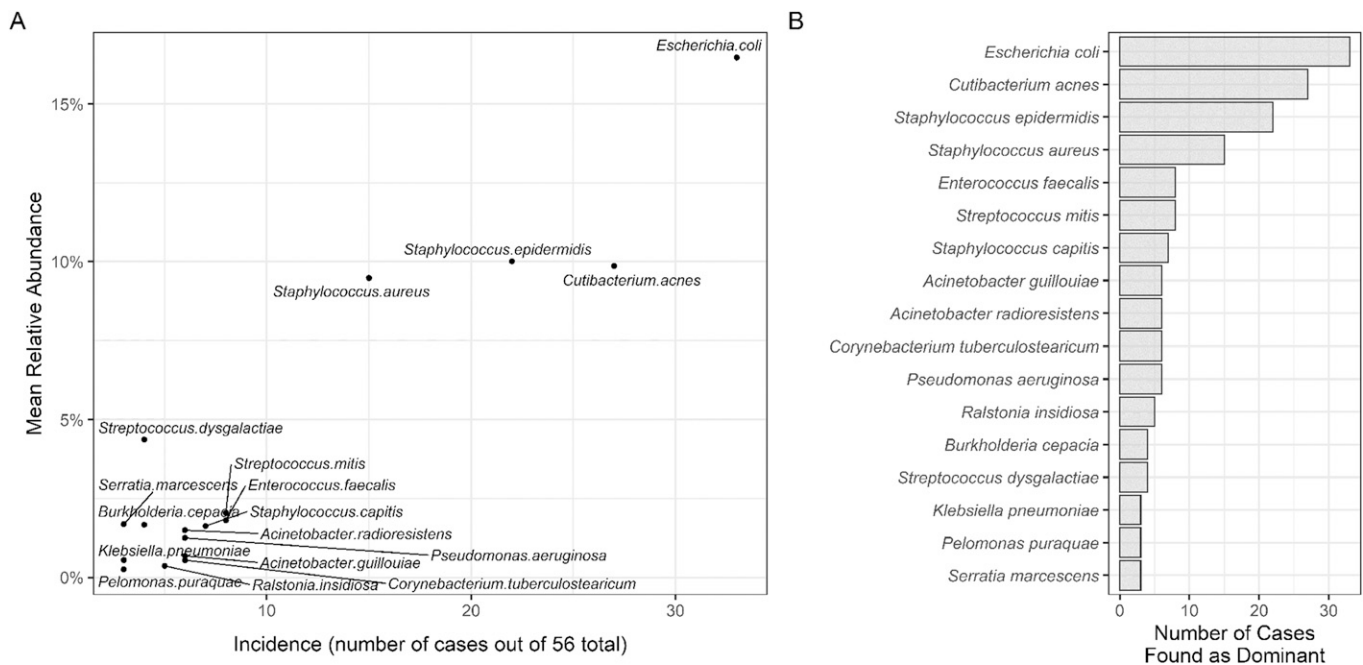 A
Mean Relative Abundance
15%
10%
5%
0%
Escherichia.coli
Staphylococcus.epidermidis
Cutibacterium.acnes
Staphylococcus.aureus
Streptococcus.dysgalactiae
Streptococcus.mitis
Serratia.marcescens
Enterococcus.faecalis
Burkholderia.cepacia
Staphylococcus.capitis
Acinetobacter.radioresistens
Klebsiella.pneumoniae
Pseudomonas.aeruginosa
Acinetobacter.guillouiae
Pelomonas.puraquae
Ralstonia.insidiosa
Corynebacterium.tuberculostearicum
10
20
30
Incidence (number of cases out of 56 total)
B
Escherichia coli
Cutibacterium acnes
Staphylococcus epidermidis
Staphylococcus aureus
Enterococcus faecalis
Streptococcus mitis
Staphylococcus capitis
Acinetobacter guillouiae
Acinetobacter radioresistens
Corynebacterium tuberculostearicum
Pseudomonas aeruginosa
Ralstonia insidiosa
Burkholderia cepacia
Streptococcus dysgalactiae
Klebsiella pneumoniae
Pelomonas puraquae
Serratia marcescens
0
10
20
30
Number of Cases
Found as Dominant